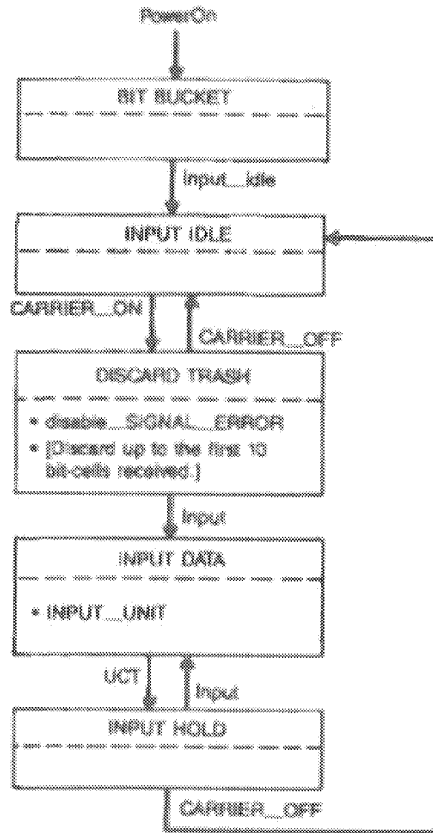 PowerOn
BIT BUCKET
Input_idle
INPUT IDLE
CARRIER_ON
CARRIER_OFF
DISCARD TRASH
• disable_SIGNAL_ERROR
• [Discard up to the first 10
bit-cells received.]
Input
INPUT DATA
• INPUT_UNIT
UCT
Input
INPUT HOLD
CARRIER_OFF